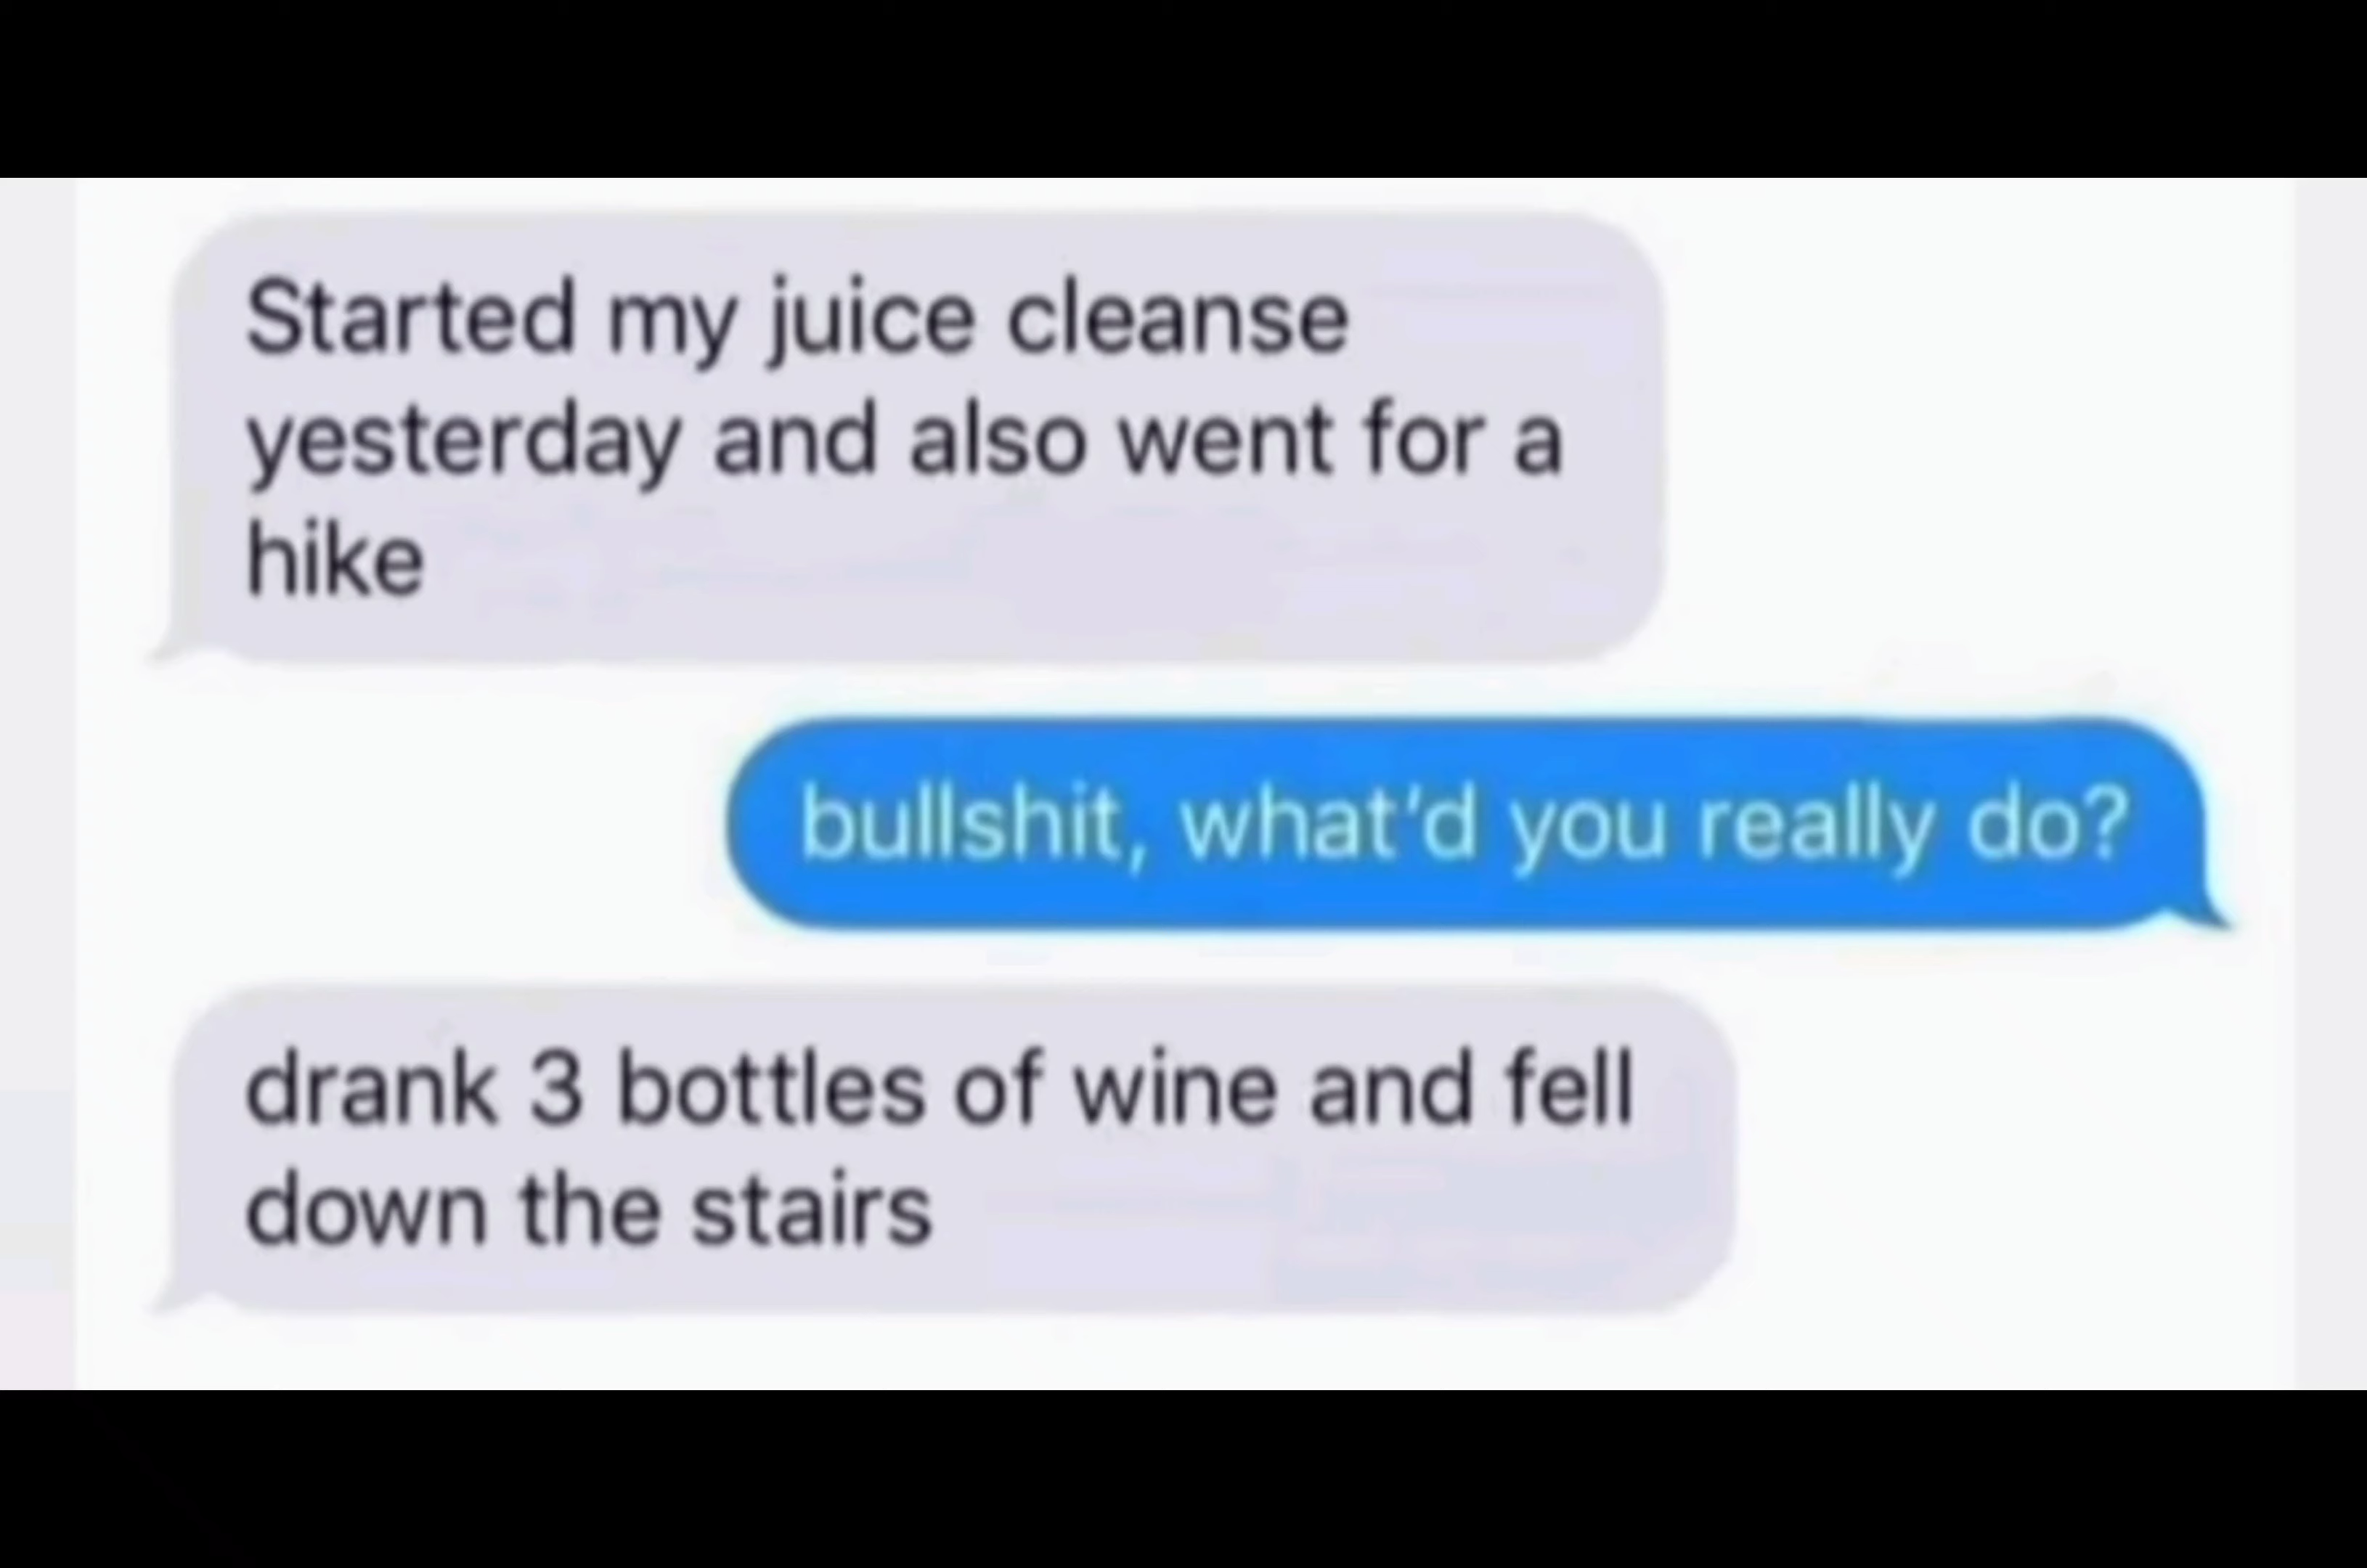 Started my juice cleanse
yesterday and also went for a
hike
bullshit, what'd you really do?
drank 3 bottles of wine and fell
down the stairs